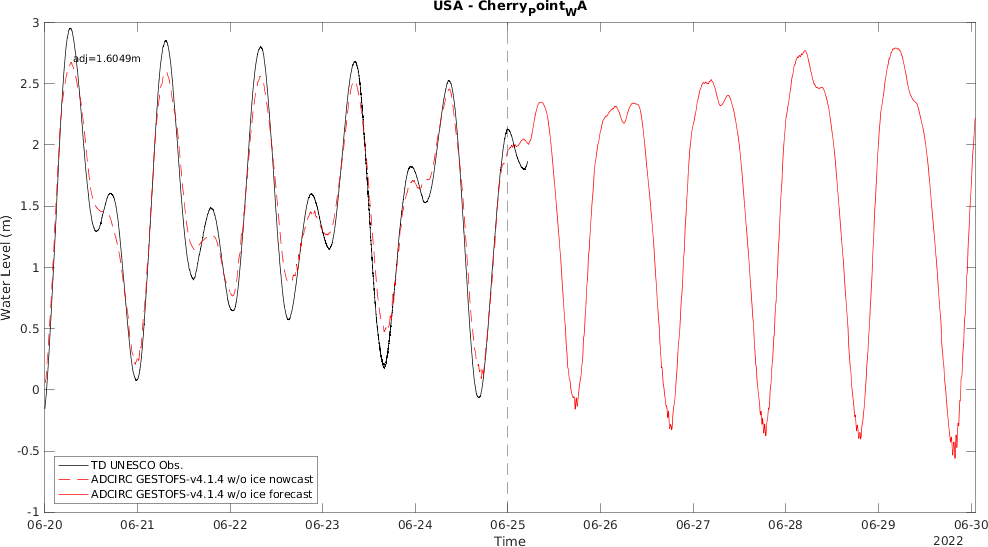 USA - CherryPointWA
adj=1.6049m
3
2.5
2
1.5
1
0.5
0
-0.5
-1
Water Level (m)
TD UNESCO Obs.
ADCIRC GESTOFS-v4.1.4 w/o ice nowcast
ADCIRC GESTOFS-v4.1.4 w/o ice forecast
06-20 06-21 06-22 06-23 06-24 06-25 06-26 06-27 06-28 06-29 06-30
Time
2022